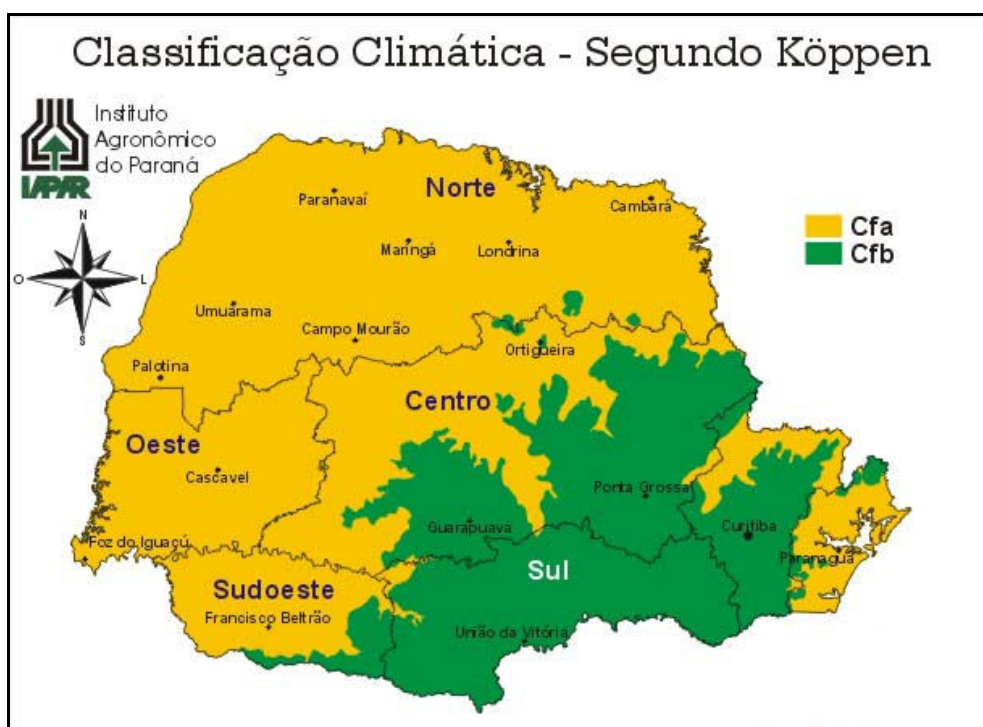 Classificação Climática - Segundo Köppen
Instituto
Agronômico
do Paraná
IAPAR
N
O
L
S
Cfa
Cfb
Norte
Paranavaí
Cambará
Maringá
Londrina
Umuarama
Campo Mourão
Ortigueira
Palotina
Centro
Oeste
Cascavel
Ponta Grossa
Guarapuava
Curitiba
Foz do Iguaçú
Paranaguá
Sul
Sudoeste
Francisco Beltrão
União da Vitória